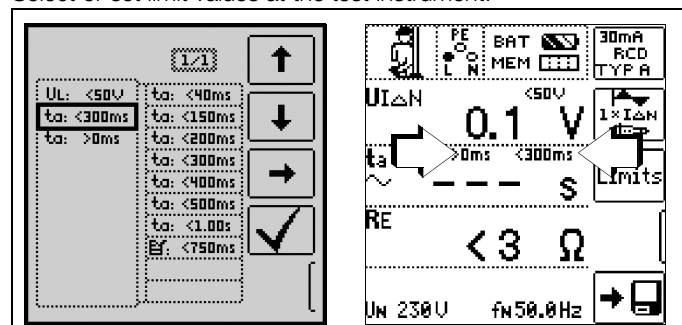 Select or set limit values at the test instrument.
1/1
UL: <50V
ta: <300ms
ta: >0ms
ta: <40ms
ta: <150ms
ta: <200ms
ta: <300ms
ta: <400ms
ta: <500ms
ta: <1.00s
: <750ms
PE
L N
BAT
MEM
30mA
RCD
TYP A
UI△N
<50V
0.1 V
1×I△N
ta
>0ms <300ms
~ --- s
Limits
RE
<3 Ω
UN 230V fN50.0Hz